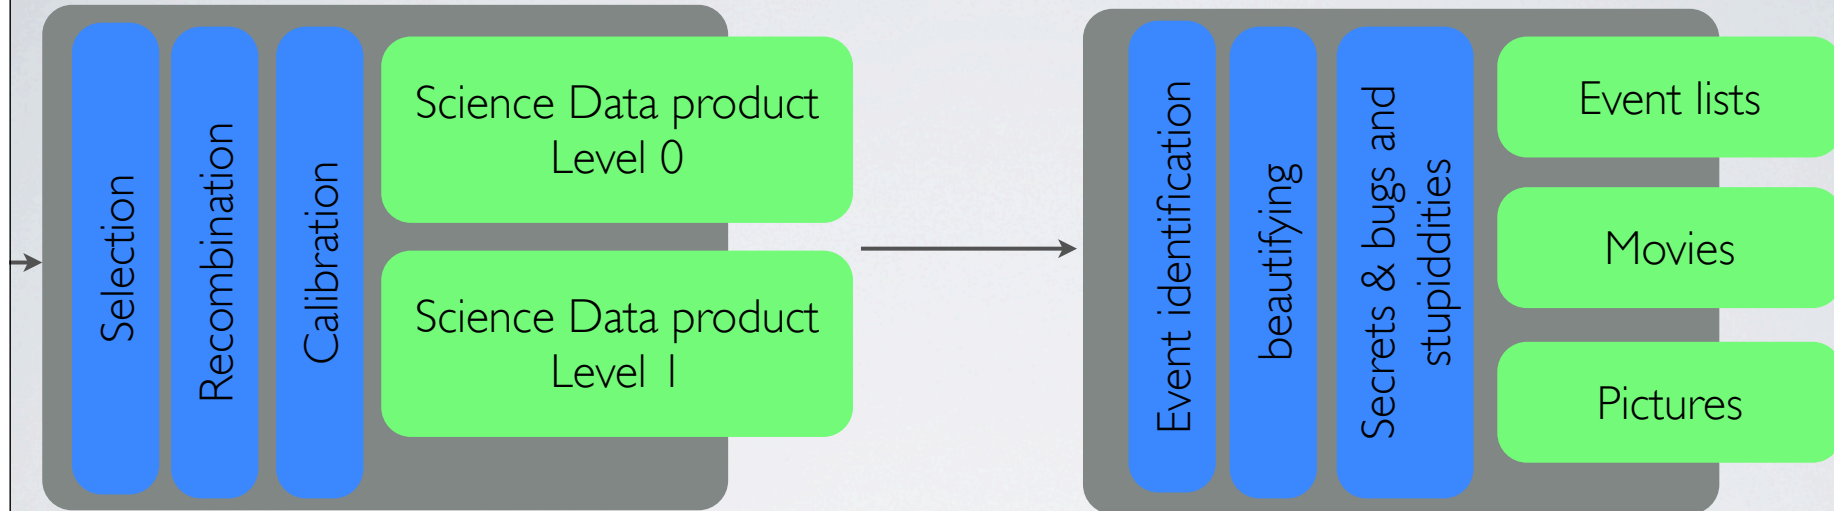 Selection
Recombination
Calibration
Science Data product
Level 0
Science Data product
Level 1
Event identification
beautifying
Secrets & bugs and
stupiddities
Event lists
Movies
Pictures